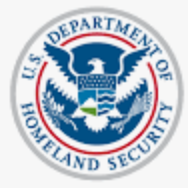 U.S. DEPARTMENT OF
HOMELAND SECURITY